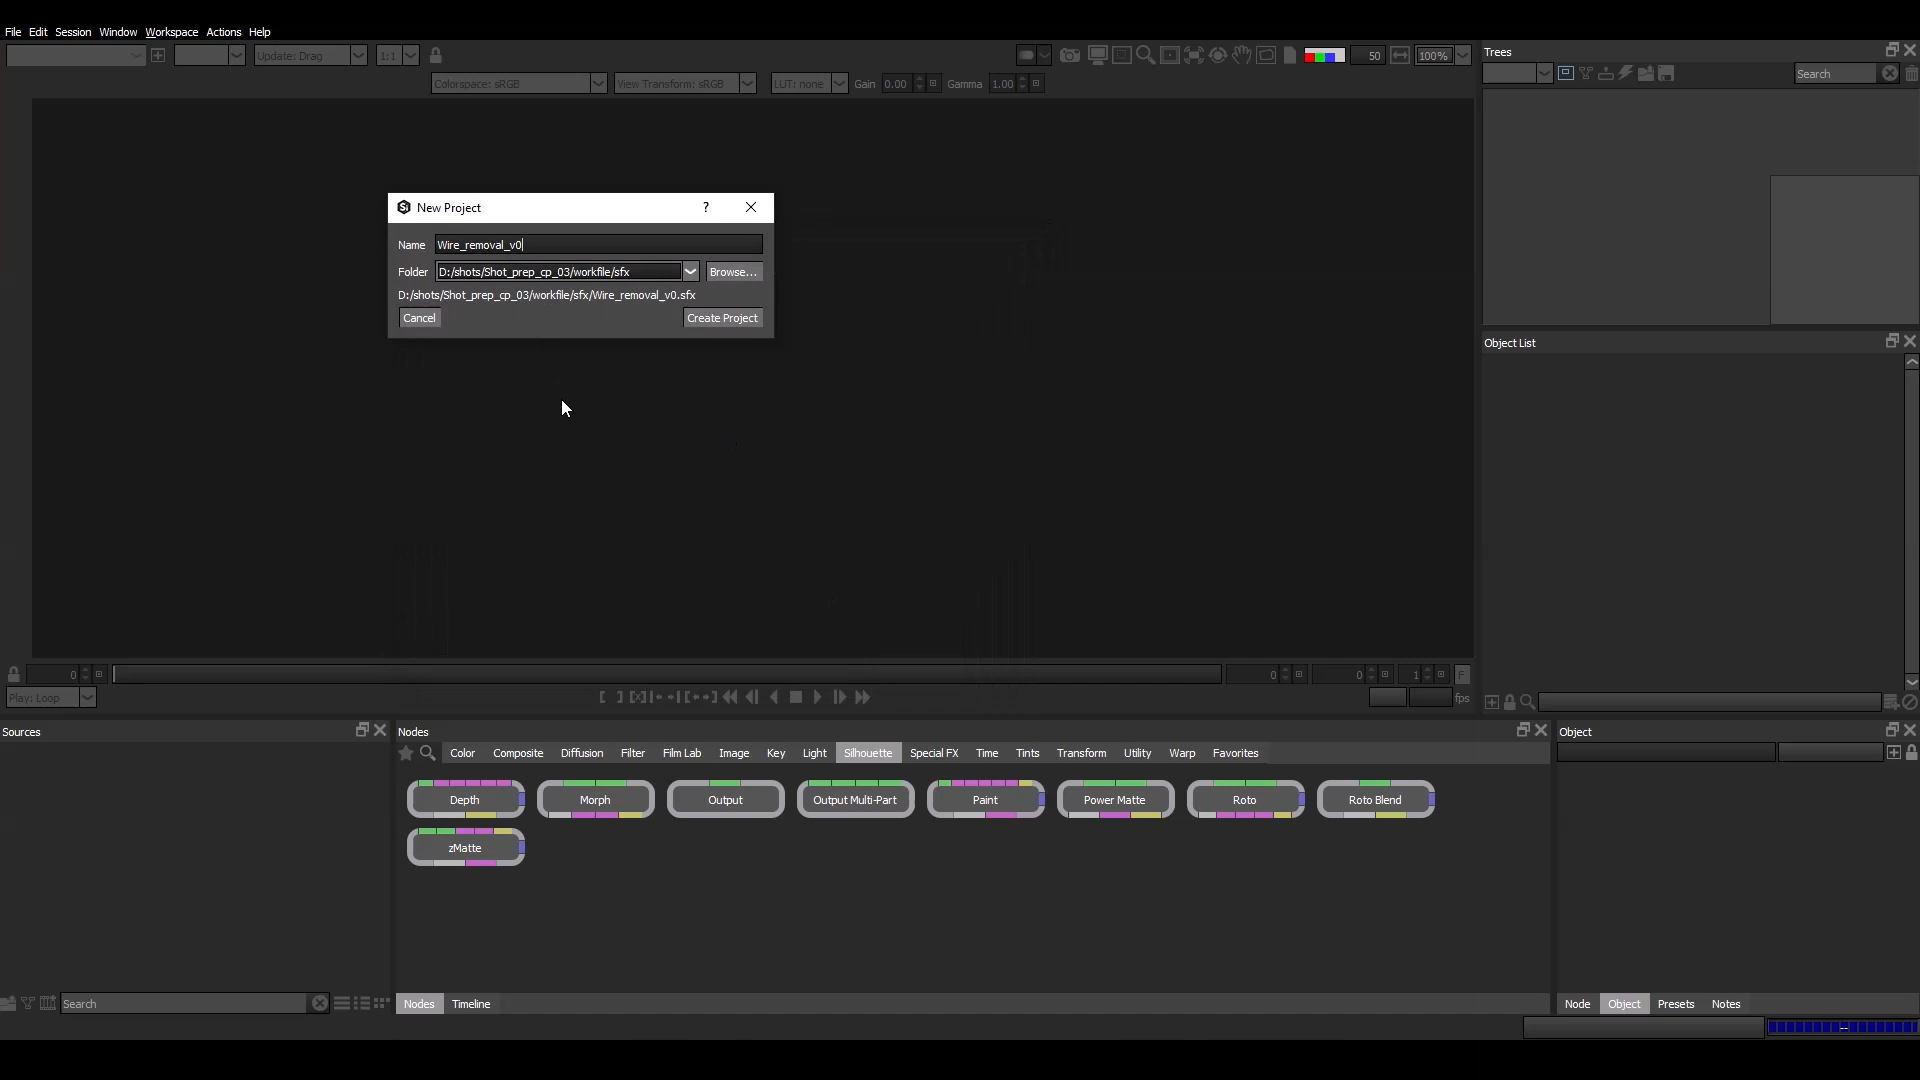 File Edit Session Window Workspace Actions Help
Update: Drag 1:1 50 100%
Colorspace: sRGB View Transform: sRGB LUT: none Gain 0.00 Gamma 1.00
Trees
Search
New Project ?
Name Wire_removal_v0
Folder D:/shots/Shot_prep_cp_03/workfile/sfx Browse...
D:/shots/Shot_prep_cp_03/workfile/sfx/Wire_removal_v0.sfx
Cancel Create Project
Object List
0 0 0 1 F
Play: Loop fps
Sources
Search
Nodes
Color Composite Diffusion Filter Film Lab Image Key Light Silhouette Special FX Time Tints Transform Utility Warp Favorites
Depth Morph Output Output Multi-Part Paint Power Matte Roto Roto Blend
zMatte
Nodes Timeline
Object
Node Object Presets Notes